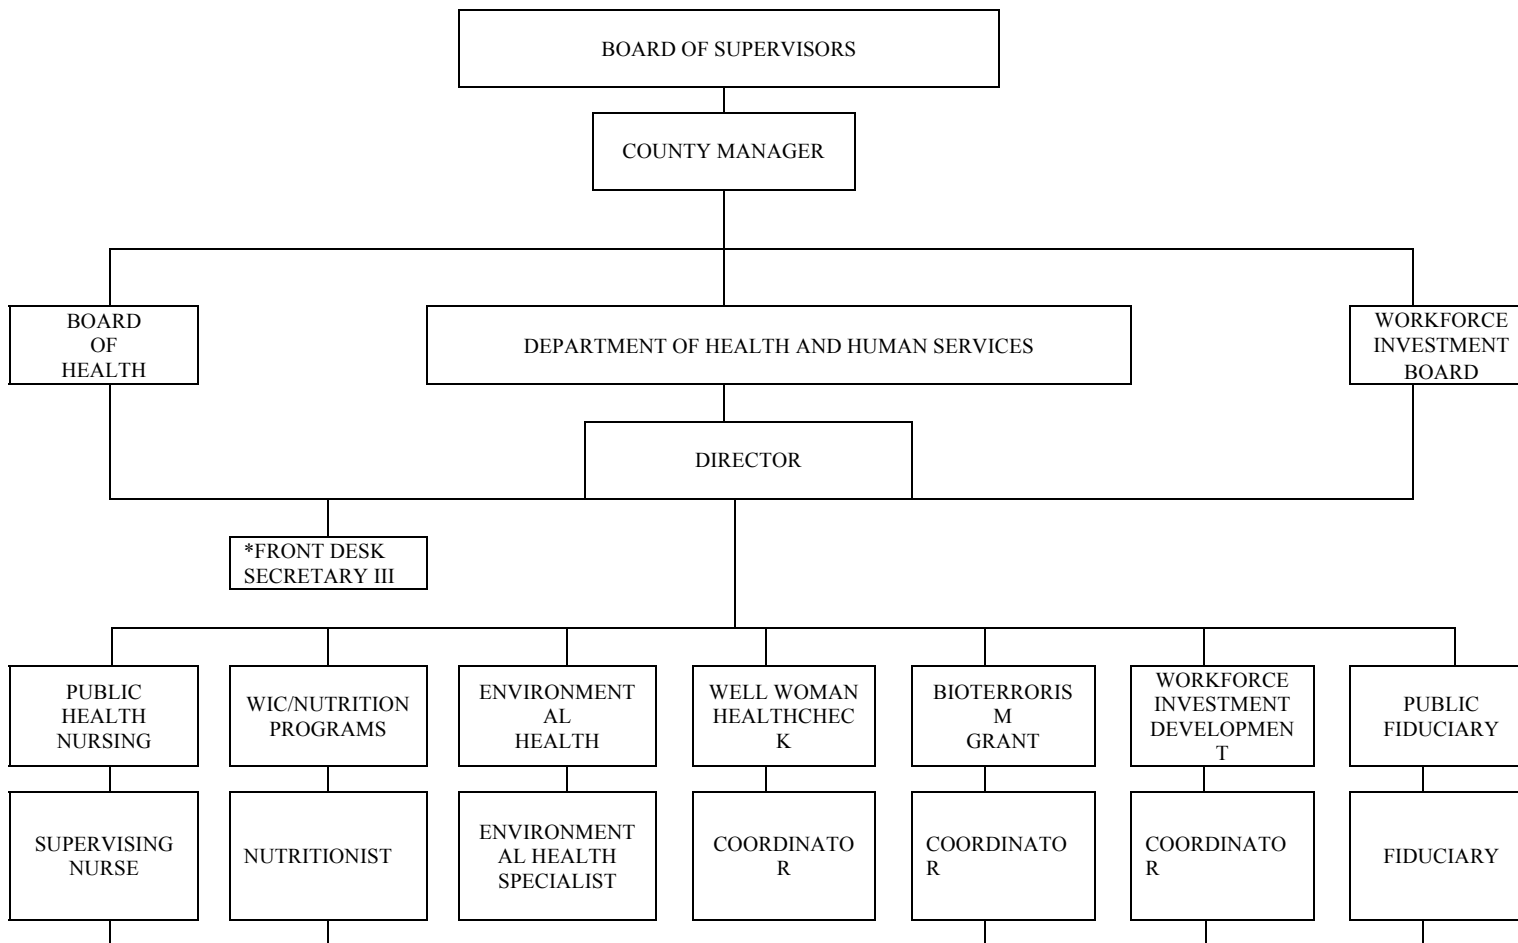 BOARD OF SUPERVISORS
COUNTY MANAGER
BOARD
OF
HEALTH
DEPARTMENT OF HEALTH AND HUMAN SERVICES
WORKFORCE
INVESTMENT
BOARD
DIRECTOR
*FRONT DESK
SECRETARY III
PUBLIC
HEALTH
NURSING
WIC/NUTRITION
PROGRAMS
ENVIRONMENT
AL
HEALTH
WELL WOMAN
HEALTHCHEC
K
BIOTERRORIS
M
GRANT
WORKFORCE
INVESTMENT
DEVELOPMEN
T
PUBLIC
FIDUCIARY
SUPERVISING
NURSE
NUTRITIONIST
ENVIRONMENT
AL HEALTH
SPECIALIST
COORDINATO
R
COORDINATO
R
COORDINATO
R
FIDUCIARY